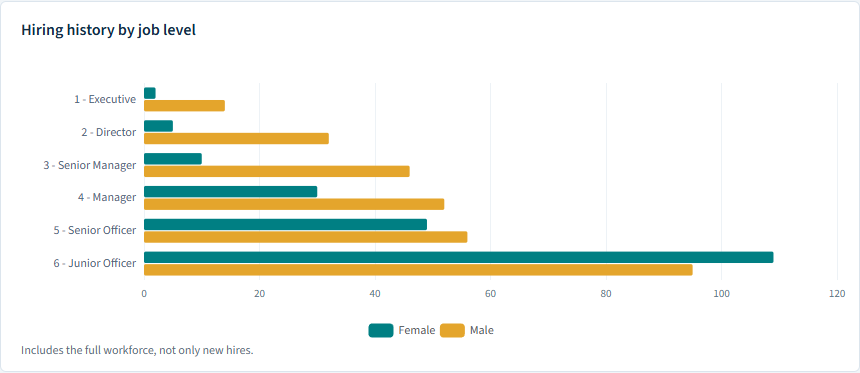 Hiring history by job level
1 - Executive
2 - Director
3 - Senior Manager
4 - Manager
5 - Senior Officer
6 - Junior Officer
0 20 40 60 80 100 120
Female Male
Includes the full workforce, not only new hires.